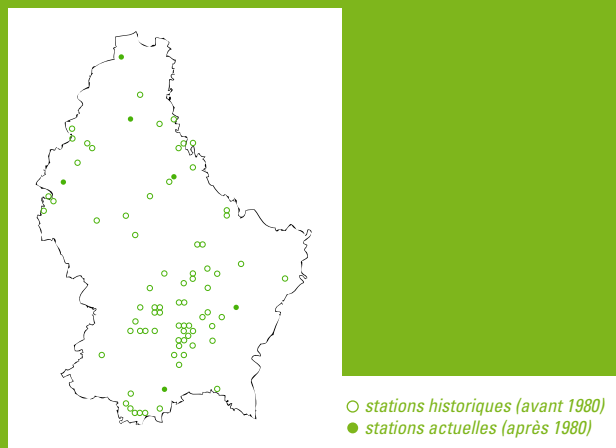 stations historiques (avant 1980)
stations actuelles (après 1980)